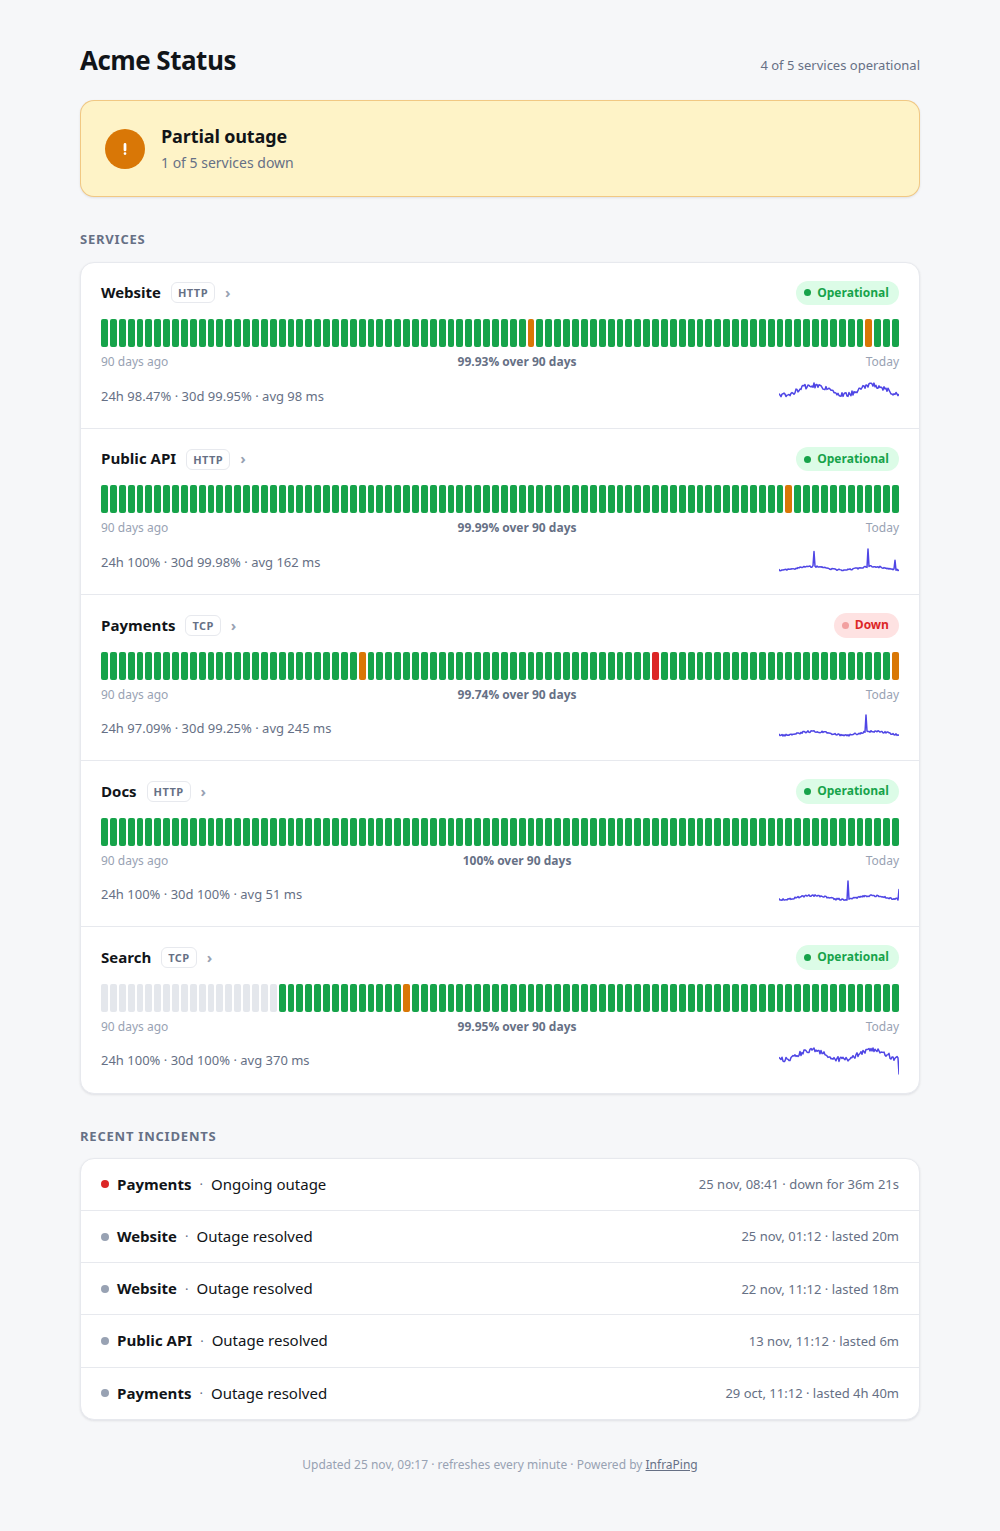 Acme Status
4 of 5 services operational
!
Partial outage
1 of 5 services down
SERVICES
Website HTTP ›
Operational
90 days ago 99.93% over 90 days Today
24h 98.47% · 30d 99.95% · avg 98 ms
Public API HTTP ›
Operational
90 days ago 99.99% over 90 days Today
24h 100% · 30d 99.98% · avg 162 ms
Payments TCP ›
Down
90 days ago 99.74% over 90 days Today
24h 97.09% · 30d 99.25% · avg 245 ms
Docs HTTP ›
Operational
90 days ago 100% over 90 days Today
24h 100% · 30d 100% · avg 51 ms
Search TCP ›
Operational
90 days ago 99.95% over 90 days Today
24h 100% · 30d 100% · avg 370 ms
RECENT INCIDENTS
Payments · Ongoing outage 25 nov, 08:41 · down for 36m 21s
Website · Outage resolved 25 nov, 01:12 · lasted 20m
Website · Outage resolved 22 nov, 11:12 · lasted 18m
Public API · Outage resolved 13 nov, 11:12 · lasted 6m
Payments · Outage resolved 29 oct, 11:12 · lasted 4h 40m
Updated 25 nov, 09:17 · refreshes every minute · Powered by InfraPing